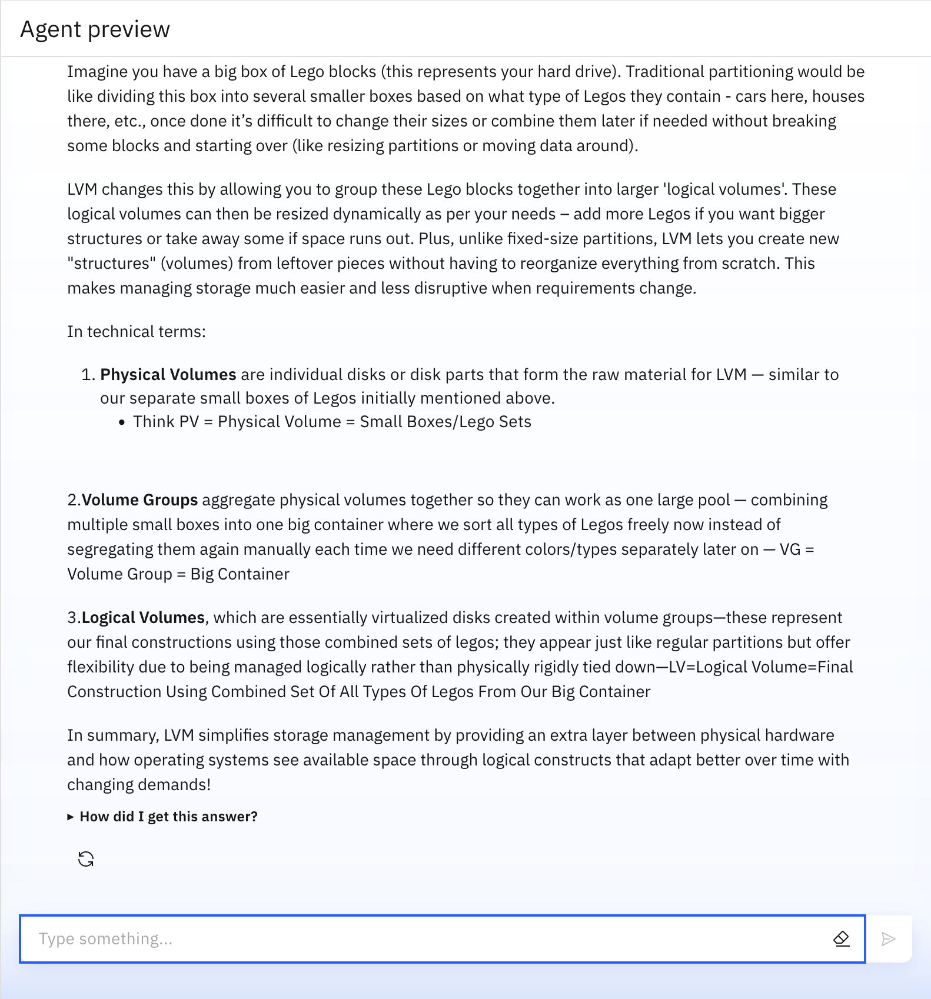 Agent preview
Imagine you have a big box of Lego blocks (this represents your hard drive). Traditional partitioning would be
like dividing this box into several smaller boxes based on what type of Legos they contain - cars here, houses
there, etc., once done it’s difficult to change their sizes or combine them later if needed without breaking
some blocks and starting over (like resizing partitions or moving data around).
LVM changes this by allowing you to group these Lego blocks together into larger 'logical volumes'. These
logical volumes can then be resized dynamically as per your needs – add more Legos if you want bigger
structures or take away some if space runs out. Plus, unlike fixed-size partitions, LVM lets you create new
"structures" (volumes) from leftover pieces without having to reorganize everything from scratch. This
makes managing storage much easier and less disruptive when requirements change.
In technical terms:
1. Physical Volumes are individual disks or disk parts that form the raw material for LVM — similar to
our separate small boxes of Legos initially mentioned above.
• Think PV = Physical Volume = Small Boxes/Lego Sets
2.Volume Groups aggregate physical volumes together so they can work as one large pool — combining
multiple small boxes into one big container where we sort all types of Legos freely now instead of
segregating them again manually each time we need different colors/types separately later on — VG =
Volume Group = Big Container
3.Logical Volumes, which are essentially virtualized disks created within volume groups—these represent
our final constructions using those combined sets of legos; they appear just like regular partitions but offer
flexibility due to being managed logically rather than physically rigidly tied down—LV=Logical Volume=Final
Construction Using Combined Set Of All Types Of Legos From Our Big Container
In summary, LVM simplifies storage management by providing an extra layer between physical hardware
and how operating systems see available space through logical constructs that adapt better over time with
changing demands!
▸ How did I get this answer?
Type something...